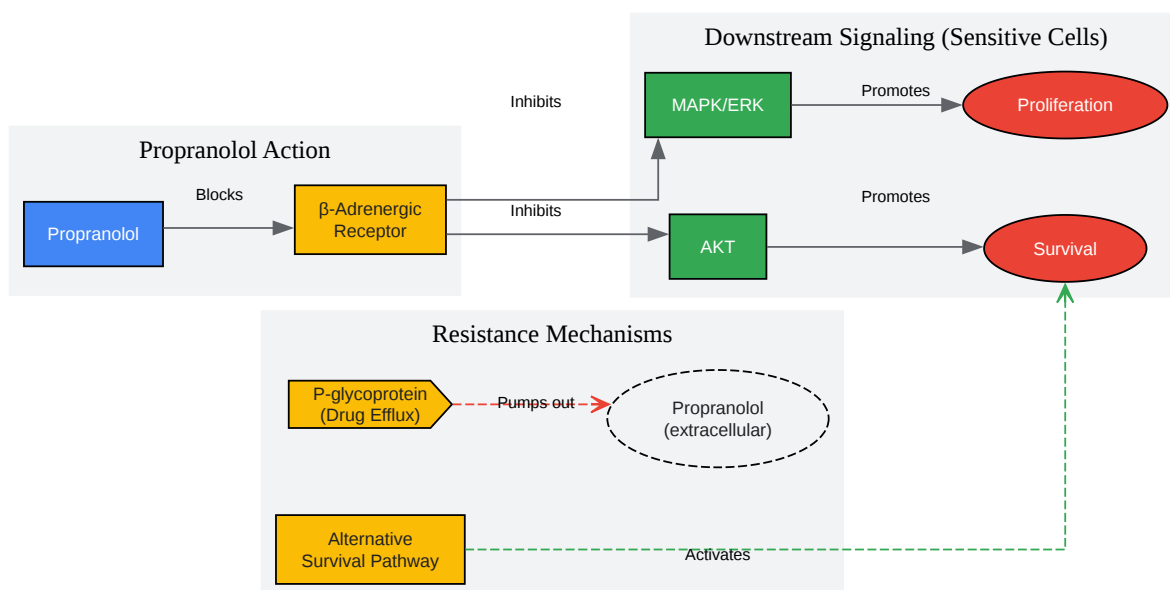 Downstream Signaling (Sensitive Cells)
Inhibits
MAPK/ERK
Promotes
Proliferation
Propranolol Action
Propranolol
Blocks
β-Adrenergic
Receptor
Inhibits
AKT
Promotes
Survival
Resistance Mechanisms
P-glycoprotein
(Drug Efflux)
Pumps out
Propranolol
(extracellular)
Alternative
Survival Pathway
Activates